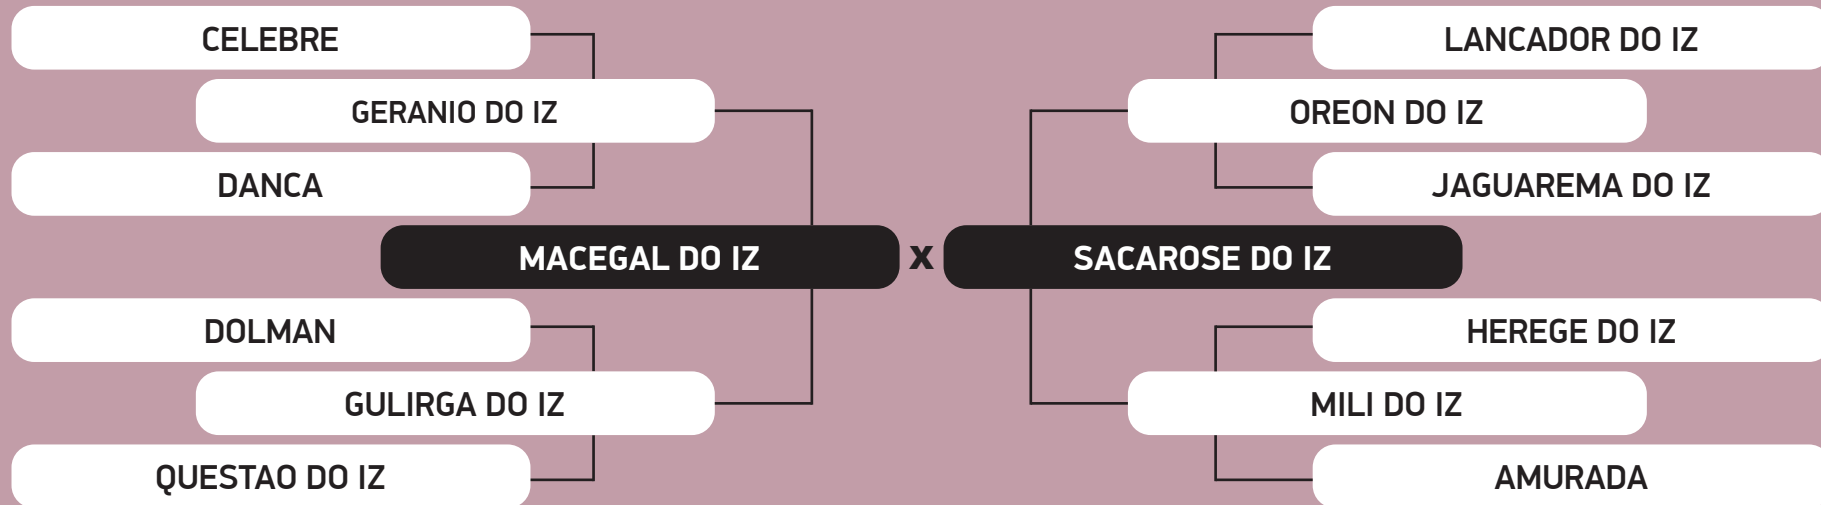 CELEBRE
LANCADOR DO IZ
GERANIO DO IZ
OREON DO IZ
DANCA
JAGUAREMA DO IZ
MACEGAL DO IZ X SACAROSE DO IZ
DOLMAN
HEREGE DO IZ
GULIRGA DO IZ
MILI DO IZ
QUESTAO DO IZ
AMURADA